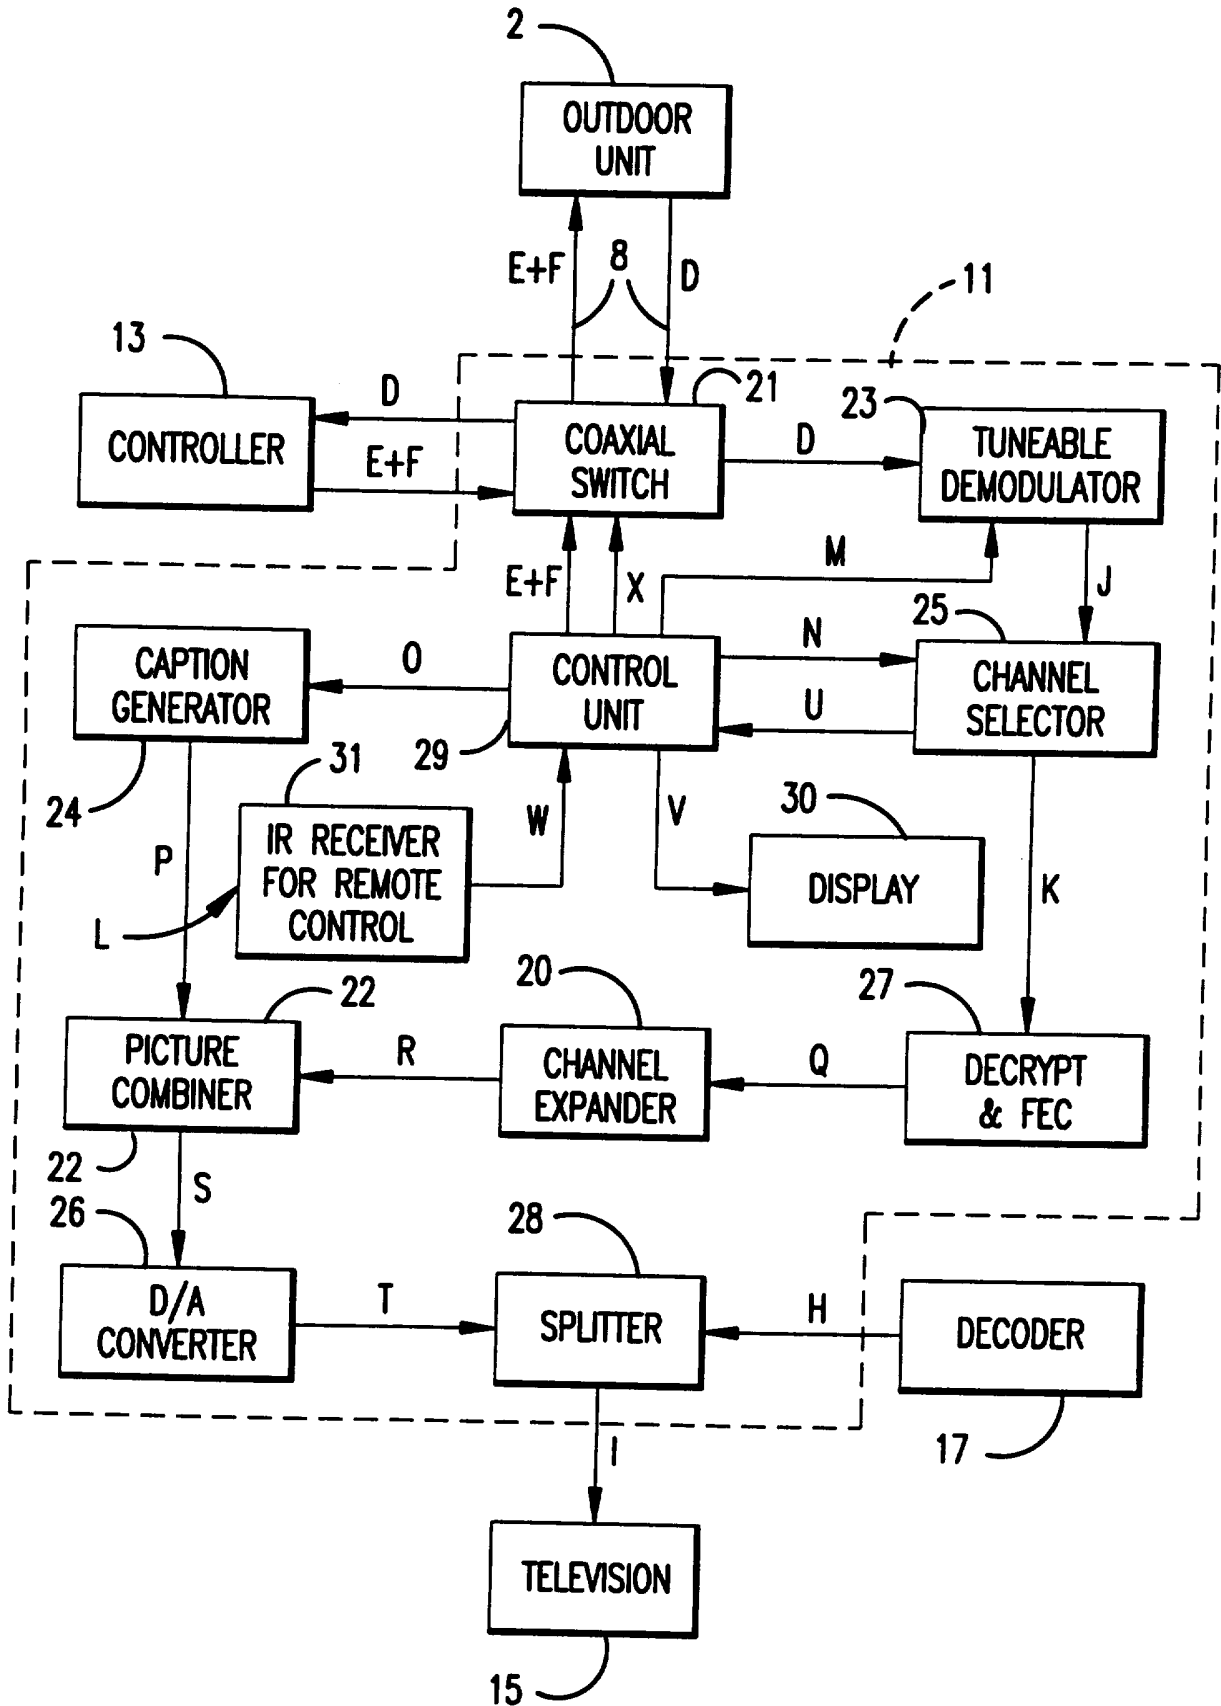 2
OUTDOOR
UNIT
E+F
8
D
11
13
21
23
D
CONTROLLER
E+F
COAXIAL
SWITCH
D
TUNEABLE
DEMODULATOR
E+F
X
M
J
25
CAPTION
GENERATOR
O
CONTROL
UNIT
N
U
CHANNEL
SELECTOR
24
31
29
P
IR RECEIVER
FOR REMOTE
CONTROL
L
W
V
30
DISPLAY
K
22
20
27
PICTURE
COMBINER
R
CHANNEL
EXPANDER
Q
DECRYPT
& FEC
22
S
26
28
D/A
CONVERTER
T
SPLITTER
H
DECODER
17
I
TELEVISION
15